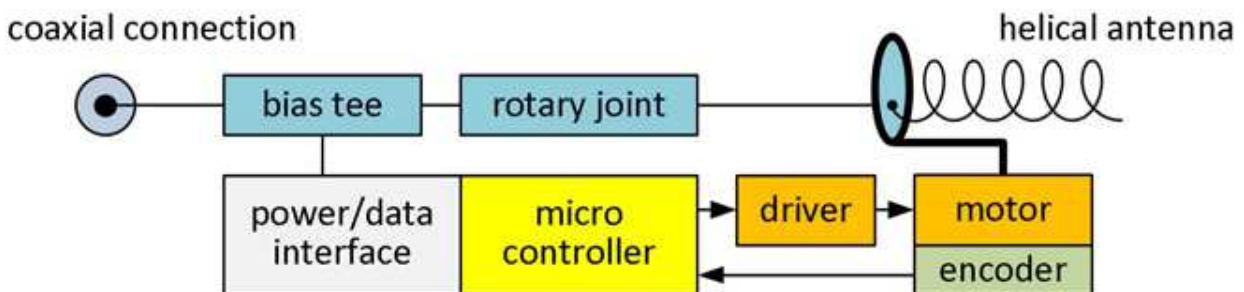 coaxial connection
helical antenna
bias tee
rotary joint
power/data
interface
micro
controller
driver
motor
encoder